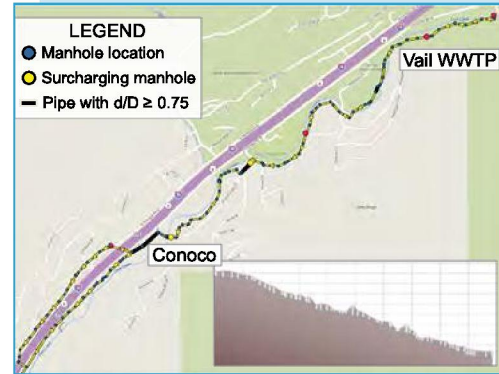 LEGEND
Manhole location
Surcharging manhole
Pipe with d/D ≥ 0.75
Vail WWTP
Conoco